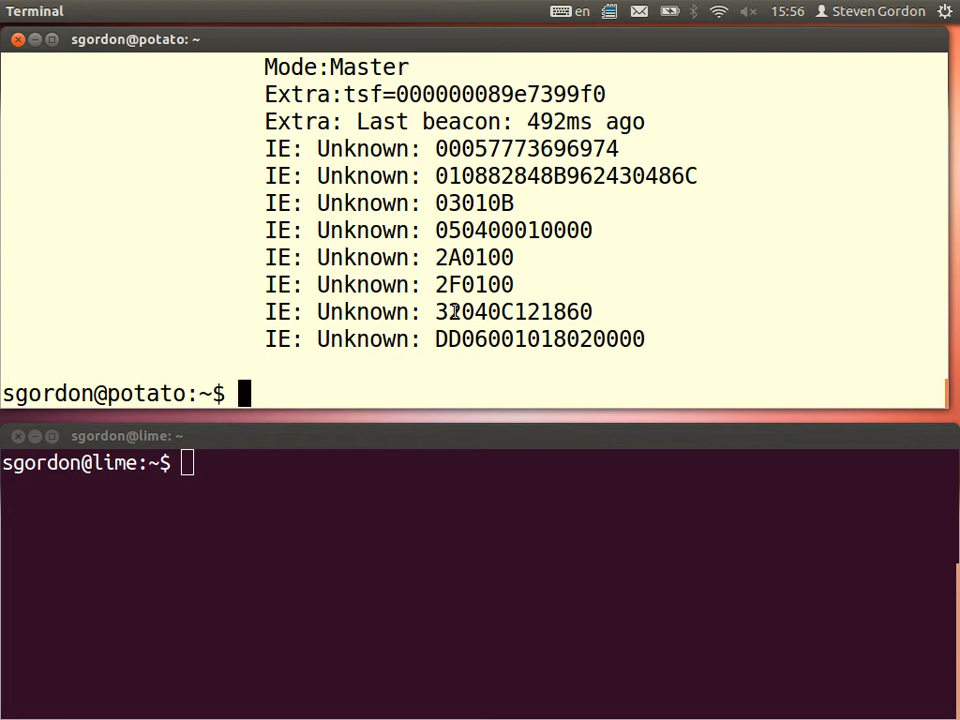 Terminal
en
15:56
Steven Gordon
sgordon@potato: ~
Mode:Master
Extra:tsf=000000089e7399f0
Extra: Last beacon: 492ms ago
IE: Unknown: 00057773696974
IE: Unknown: 010882848B962430486C
IE: Unknown: 03010B
IE: Unknown: 050400010000
IE: Unknown: 2A0100
IE: Unknown: 2F0100
IE: Unknown: 32040C121860
IE: Unknown: DD06001018020000
sgordon@potato:~$
sgordon@lime: ~
sgordon@lime:~$